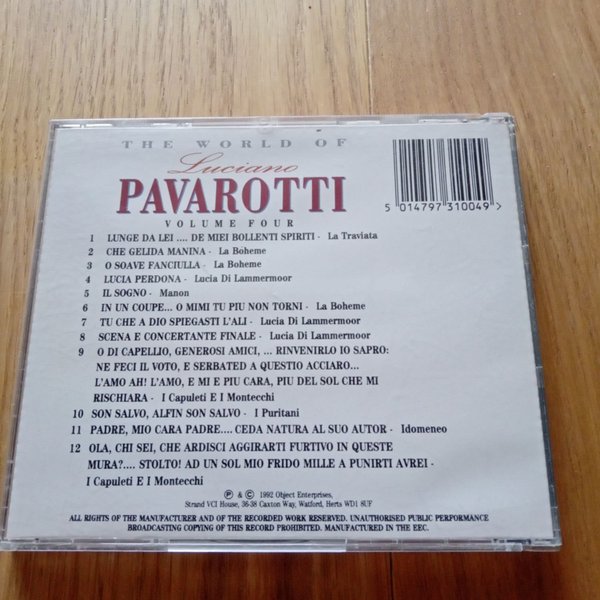 THE WORLD OF
Luciano
PAVAROTTI
VOLUME FOUR
5 014797 310049 >
1 LUNGE DA LEI .... DE MIEI BOLLENTI SPIRITI - La Traviata
2 CHE GELIDA MANINA - La Boheme
3 O SOAVE FANCIULLA - La Boheme
4 LUCIA PERDONA - Lucia Di Lammermoor
5 IL SOGNO - Manon
6 IN UN COUPE... O MIMI TU PIU NON TORNI - La Boheme
7 TU CHE A DIO SPIEGASTI L'ALI - Lucia Di Lammermoor
8 SCENA E CONCERTANTE FINALE - Lucia Di Lammermoor
9 O DI CAPELLIO, GENEROSI AMICI, ... RINVENIRLO IO SAPRO:
NE FECI IL VOTO, E SERBATED A QUESTIO ACCIARO...
L'AMO AH! L'AMO, E MI E PIU CARA, PIU DEL SOL CHE MI
RISCHIARA - I Capuleti E I Montecchi
10 SON SALVO, ALFIN SON SALVO - I Puritani
11 PADRE, MIO CARA PADRE.... CEDA NATURA AL SUO AUTOR - Idomeneo
12 OLA, CHI SEI, CHE ARDISCI AGGIRARTI FURTIVO IN QUESTE
MURA?.... STOLTO! AD UN SOL MIO FRIDO MILLE A PUNIRTI AVREI -
I Capuleti E I Montecchi
℗ & © 1992 Object Enterprises,
Strand VCI House, 36-38 Caxton Way, Watford, Herts WD1 8UF
ALL RIGHTS OF THE MANUFACTURER AND OF THE RECORDED WORK RESERVED. UNAUTHORISED PUBLIC PERFORMANCE
BROADCASTING COPYING OF THIS RECORD PROHIBITED. MANUFACTURED IN THE EEC.